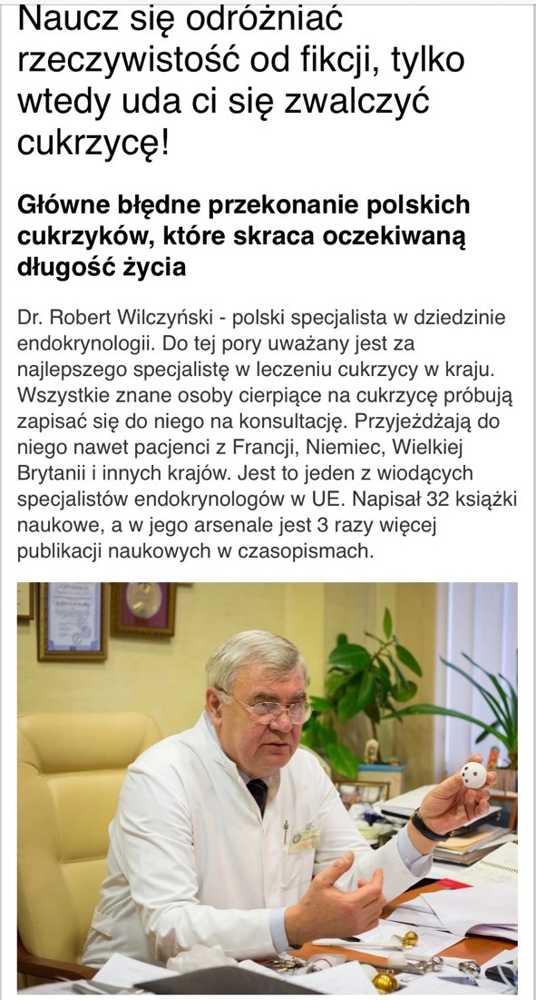 Naucz się odróżniać
rzeczywistość od fikcji, tylko
wtedy uda ci się zwalczyć
cukrzycę!
Główne błędne przekonanie polskich
cukrzyków, które skraca oczekiwaną
długość życia
Dr. Robert Wilczyński - polski specjalista w dziedzinie
endokrynologii. Do tej pory uważany jest za
najlepszego specjalistę w leczeniu cukrzycy w kraju.
Wszystkie znane osoby cierpiące na cukrzycę próbują
zapisać się do niego na konsultację. Przyjeżdżają do
niego nawet pacjenci z Francji, Niemiec, Wielkiej
Brytanii i innych krajów. Jest to jeden z wiodących
specjalistów endokrynologów w UE. Napisał 32 książki
naukowe, a w jego arsenale jest 3 razy więcej
publikacji naukowych w czasopismach.